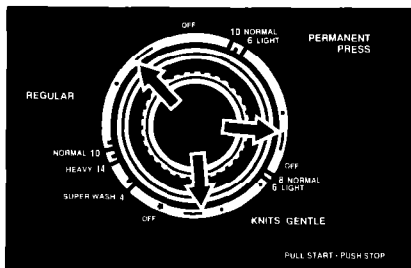 OFF
10 NORMAL
6 LIGHT
PERMANENT
PRESS
REGULAR
NORMAL 10
HEAVY 14
SUPER WASH 4
OFF
OFF
8 NORMAL
6 LIGHT
KNITS GENTLE
PULL START - PUSH STOP